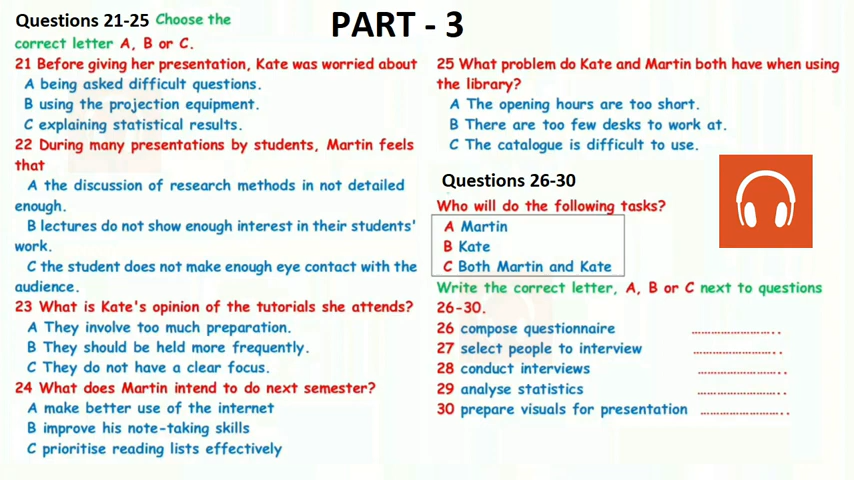 PART - 3
Questions 21-25 Choose the
correct letter A, B or C.
21 Before giving her presentation, Kate was worried about
A being asked difficult questions.
B using the projection equipment.
C explaining statistical results.
22 During many presentations by students, Martin feels
that
A the discussion of research methods in not detailed
enough.
B lectures do not show enough interest in their students'
work.
C the student does not make enough eye contact with the
audience.
23 What is Kate's opinion of the tutorials she attends?
A They involve too much preparation.
B They should be held more frequently.
C They do not have a clear focus.
24 What does Martin intend to do next semester?
A make better use of the internet
B improve his note-taking skills
C prioritise reading lists effectively
25 What problem do Kate and Martin both have when using
the library?
A The opening hours are too short.
B There are too few desks to work at.
C The catalogue is difficult to use.
Questions 26-30
Who will do the following tasks?
A Martin
B Kate
C Both Martin and Kate
Write the correct letter, A, B or C next to questions
26-30.
26 compose questionnaire ……………………..
27 select people to interview ……………………..
28 conduct interviews ……………………..
29 analyse statistics ……………………..
30 prepare visuals for presentation ……………………..